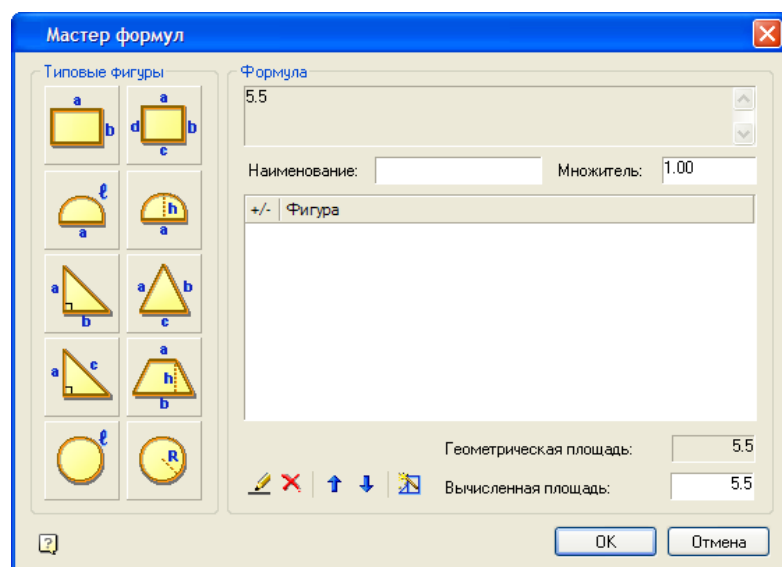 Мастер формул
Типовые фигуры
a
b
a
d
b
c
ℓ
a
h
a
a
b
a
b
c
a
c
a
h
b
ℓ
R
Формула
5.5
Наименование:
Множитель: 1.00
+/- Фигура
Геометрическая площадь: 5.5
Вычисленная площадь: 5.5
?
OK Отмена